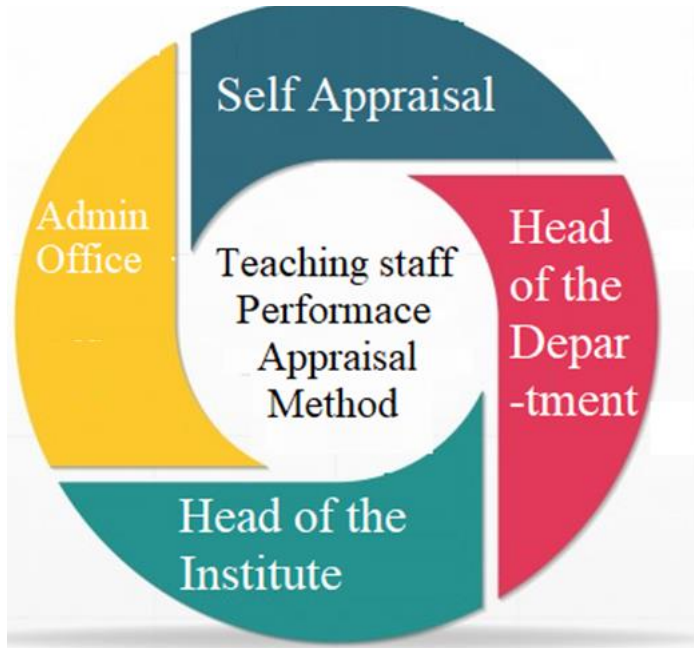 Self Appraisal
Admin
Office
Teaching staff
Performace
Appraisal
Method
Head
of the
Depar
-tment
Head of the
Institute